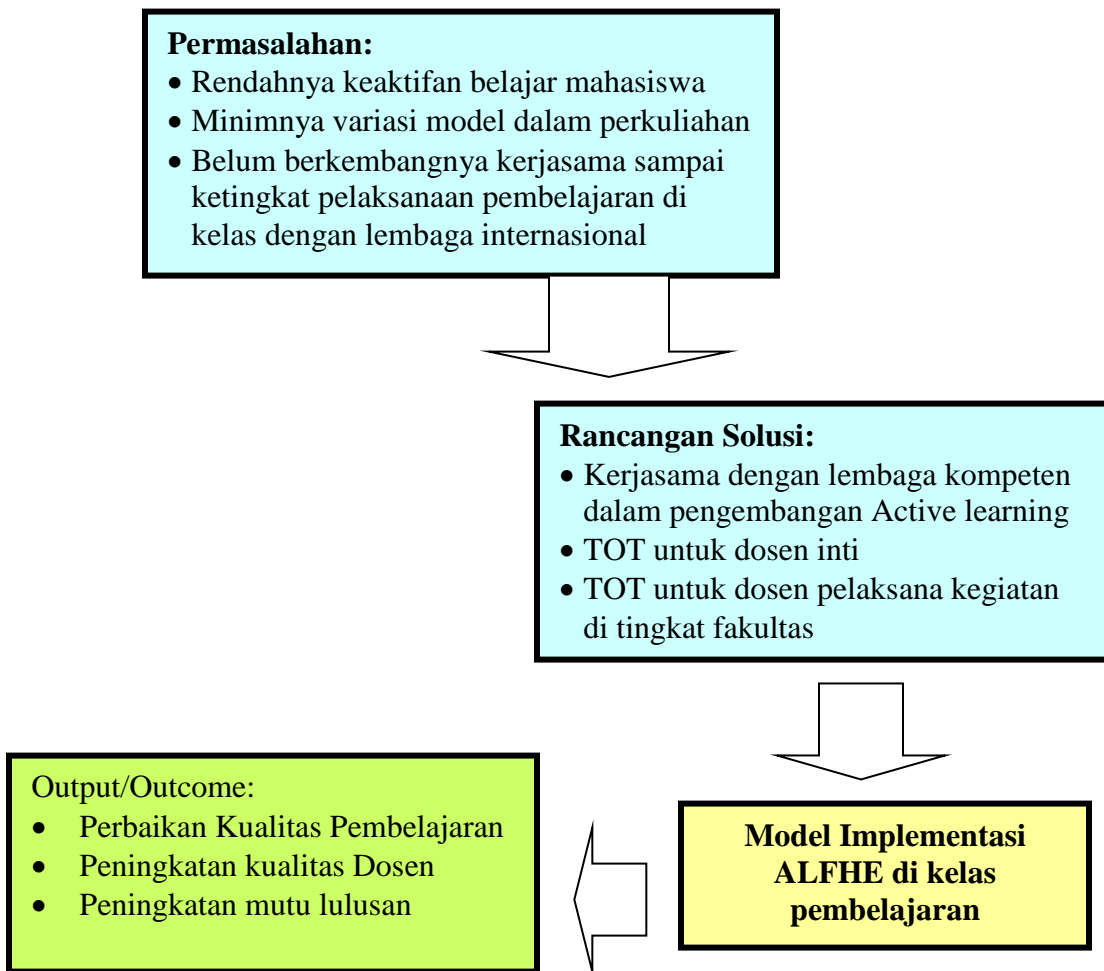 Permasalahan:
• Rendahnya keaktifan belajar mahasiswa
• Minimnya variasi model dalam perkuliahan
• Belum berkembangnya kerjasama sampai
ketingkat pelaksanaan pembelajaran di
kelas dengan lembaga internasional
Rancangan Solusi:
• Kerjasama dengan lembaga kompeten
dalam pengembangan Active learning
• TOT untuk dosen inti
• TOT untuk dosen pelaksana kegiatan
di tingkat fakultas
Model Implementasi
ALFHE di kelas
pembelajaran
Output/Outcome:
• Perbaikan Kualitas Pembelajaran
• Peningkatan kualitas Dosen
• Peningkatan mutu lulusan